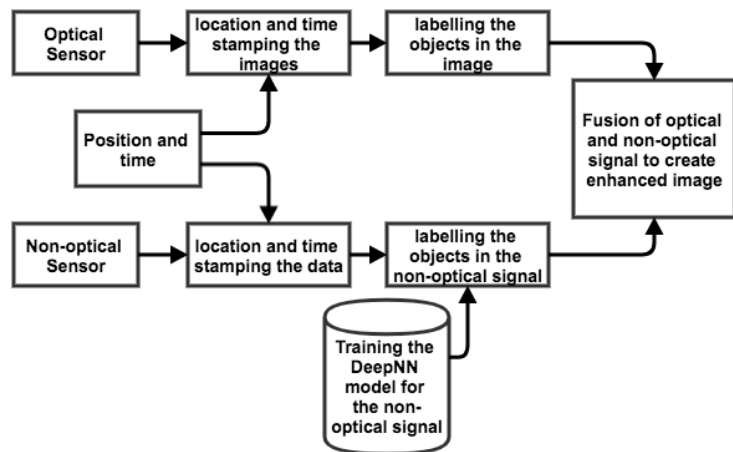 Optical
Sensor
location and time
stamping the
images
labelling the
objects in the
image
Position and
time
Fusion of optical
and non-optical
signal to create
enhanced image
Non-optical
Sensor
location and time
stamping the data
labelling the
objects in the
non-optical signal
Training the
DeepNN
model for
the non-
optical signal